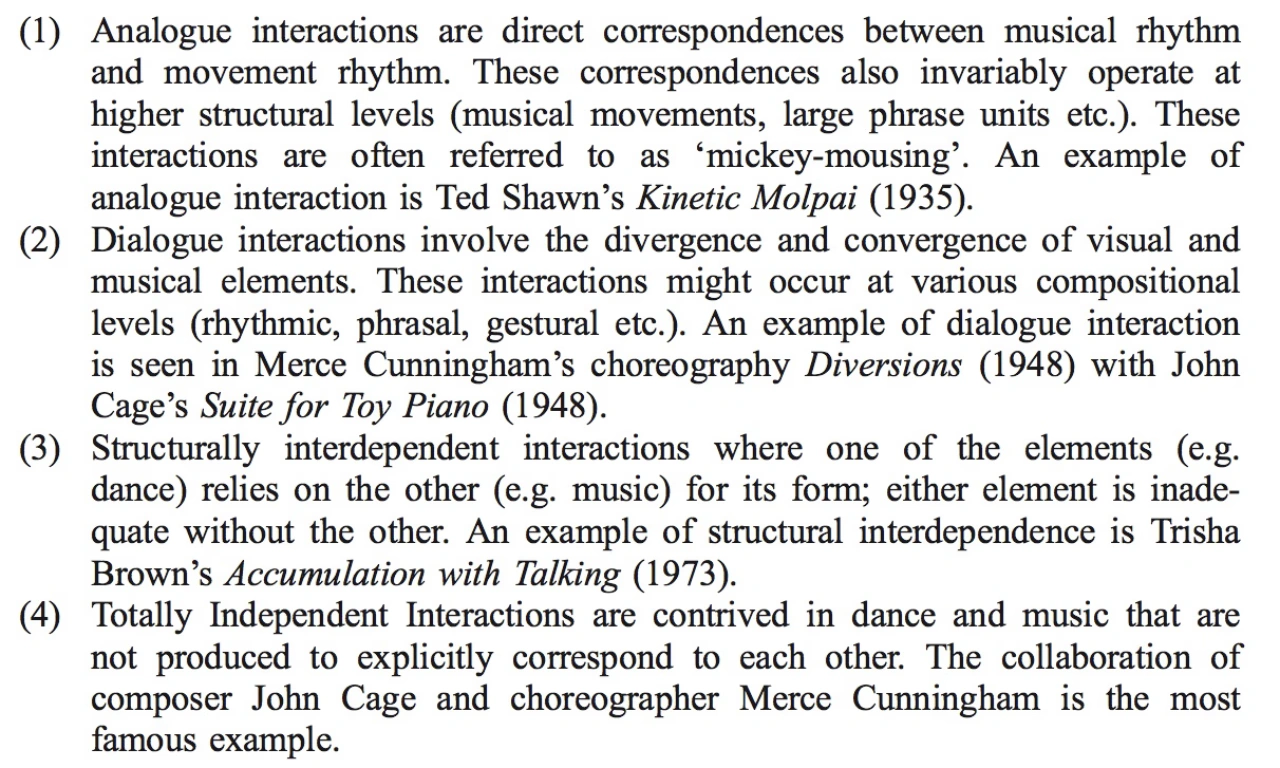 (1) Analogue interactions are direct correspondences between musical rhythm
and movement rhythm. These correspondences also invariably operate at
higher structural levels (musical movements, large phrase units etc.). These
interactions are often referred to as ‘mickey-mousing’. An example of
analogue interaction is Ted Shawn’s Kinetic Molpai (1935).
(2) Dialogue interactions involve the divergence and convergence of visual and
musical elements. These interactions might occur at various compositional
levels (rhythmic, phrasal, gestural etc.). An example of dialogue interaction
is seen in Merce Cunningham’s choreography Diversions (1948) with John
Cage’s Suite for Toy Piano (1948).
(3) Structurally interdependent interactions where one of the elements (e.g.
dance) relies on the other (e.g. music) for its form; either element is inade-
quate without the other. An example of structural interdependence is Trisha
Brown’s Accumulation with Talking (1973).
(4) Totally Independent Interactions are contrived in dance and music that are
not produced to explicitly correspond to each other. The collaboration of
composer John Cage and choreographer Merce Cunningham is the most
famous example.